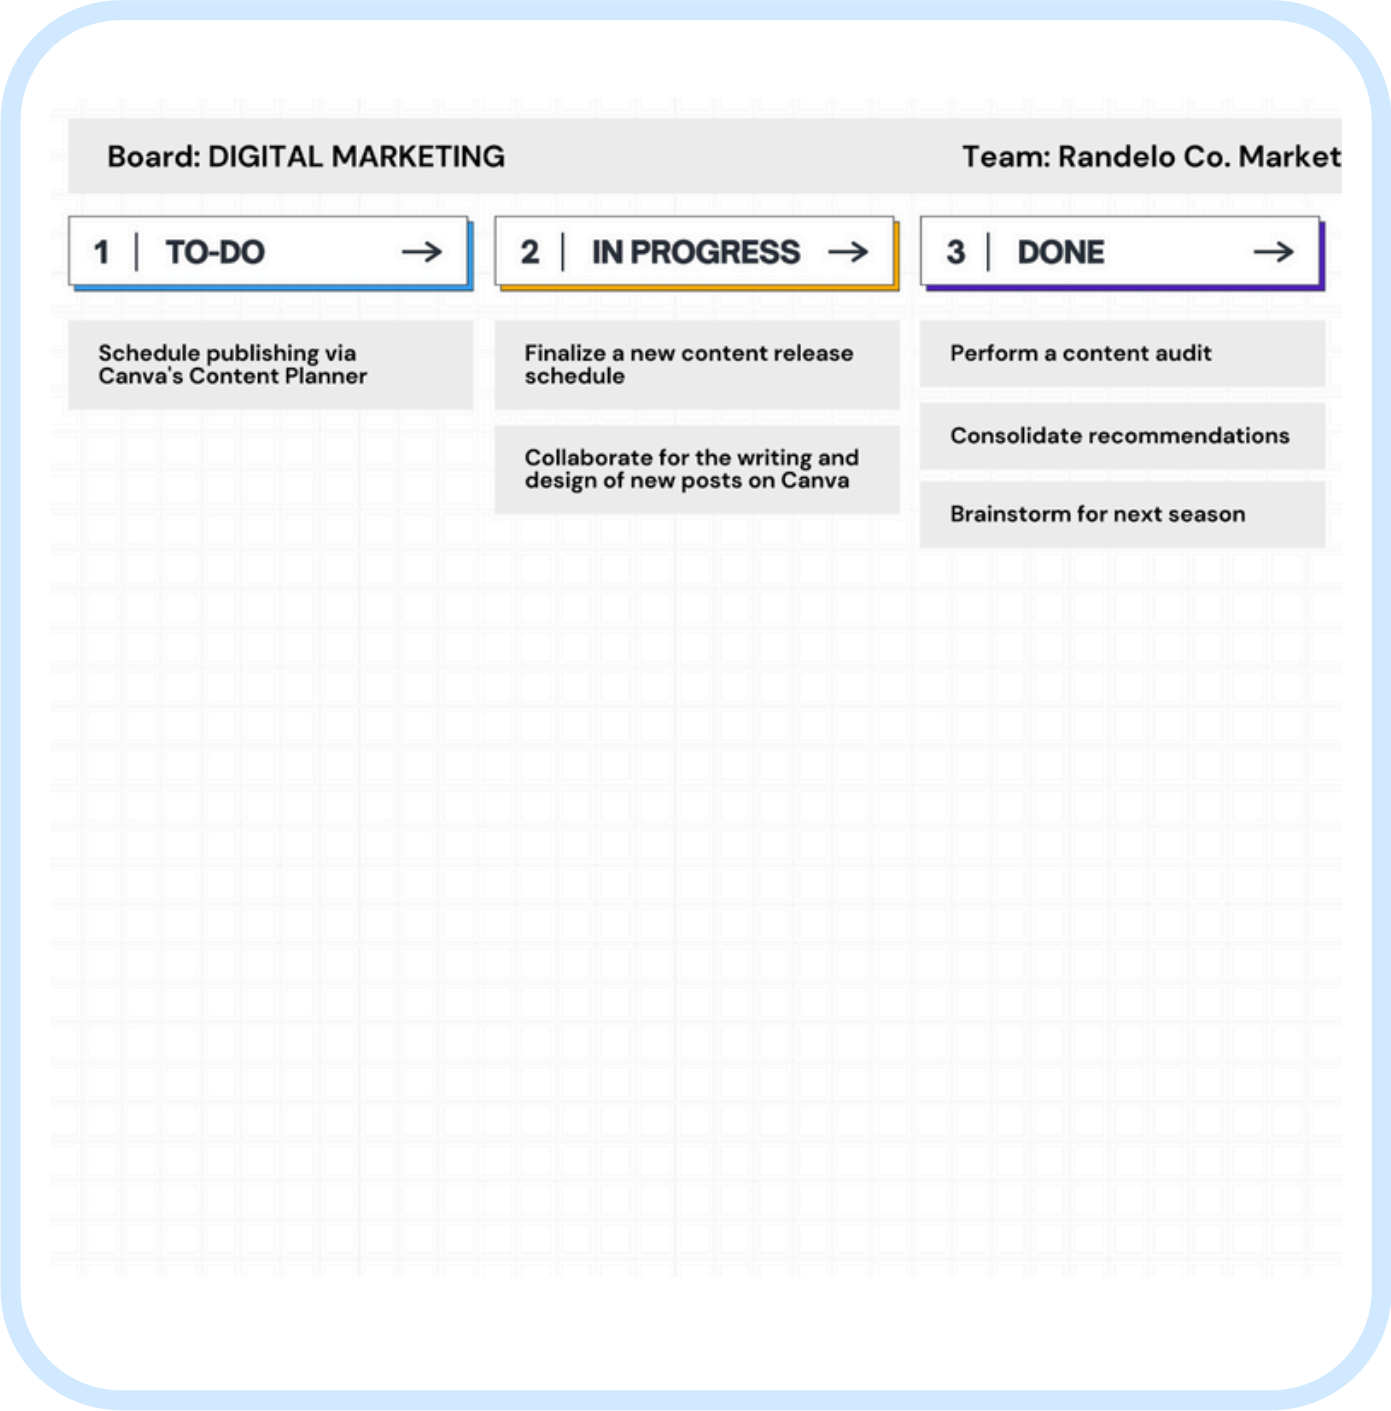 Board: DIGITAL MARKETING
Team: Randelo Co. Market
1 TO-DO
Schedule publishing via
Canva's Content Planner
2 IN PROGRESS
Finalize a new content release
schedule
Collaborate for the writing and
design of new posts on Canva
3 DONE
Perform a content audit
Consolidate recommendations
Brainstorm for next season